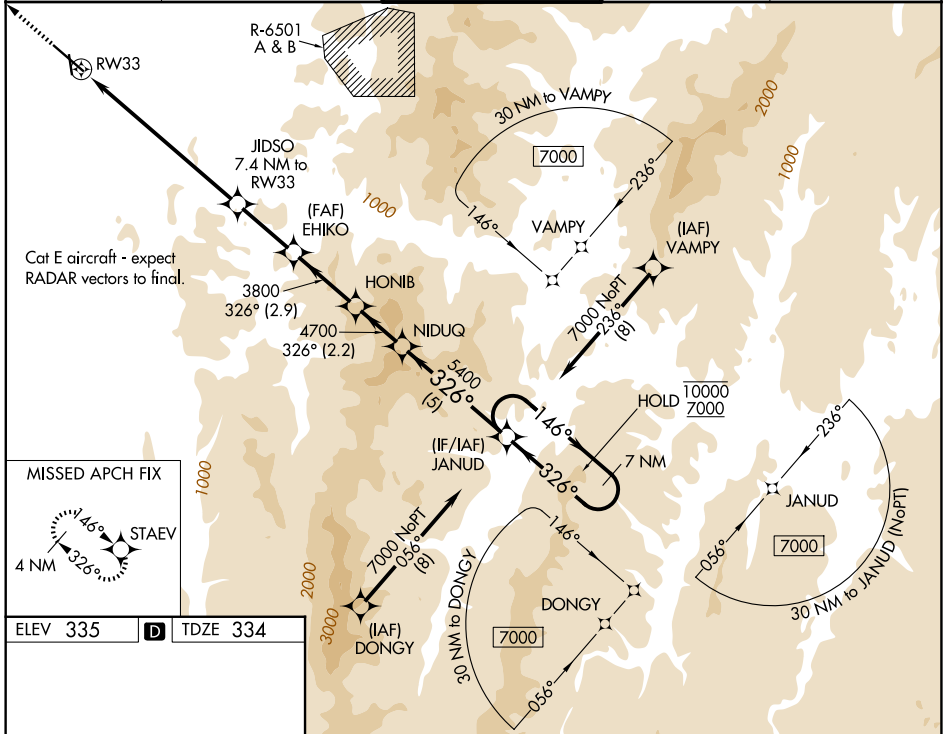 R-6501
A & B
RW33
30 NM to VAMPY
7000
146°
236°
VAMPY
2000
1000
JIDSO
7.4 NM to
RW33
1000
(FAF)
EHIKO
(IAF)
VAMPY
Cat E aircraft - expect
RADAR vectors to final.
HONIB
3800
326° (2.9)
7000 NoPT
236°
(8)
4700
326° (2.2)
NIDUQ
5400
326°
(5)
HOLD
10000
7000
146°
326°
7 NM
(IF/IAF)
JANUD
236°
JANUD
056°
7000
30 NM to JANUD (NoPT)
MISSED APCH FIX
146°
326°
STAEV
4 NM
1000
7000 NoPT
056°
(8)
2000
3000
(IAF)
DONGY
30 NM to DONGY
146°
DONGY
7000
056°
ELEV 335
D
TDZE 334